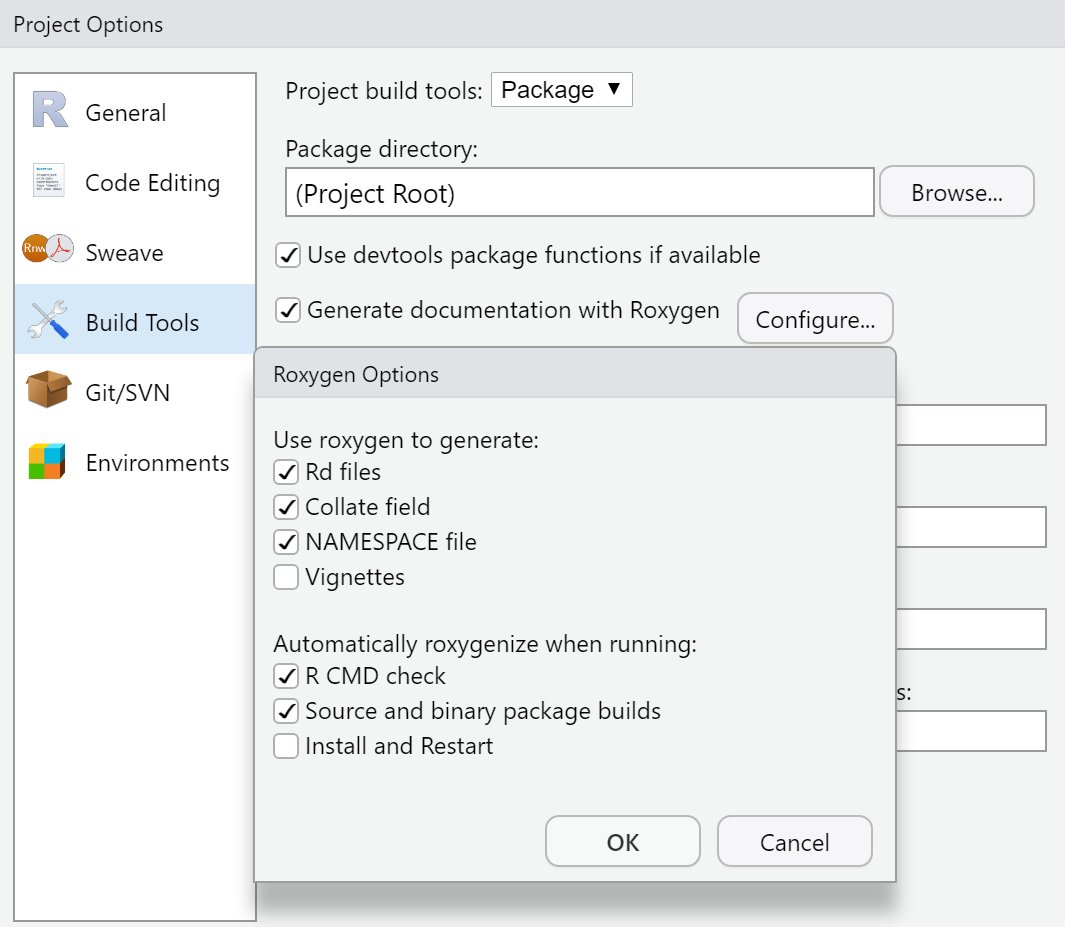 Project Options
General
Code Editing
Sweave
Build Tools
Git/SVN
Environments
Project build tools: Package ▼
Package directory:
(Project Root)
Browse...
Use devtools package functions if available
Generate documentation with Roxygen
Configure...
Roxygen Options
Use roxygen to generate:
Rd files
Collate field
NAMESPACE file
Vignettes
Automatically roxygenize when running:
R CMD check
Source and binary package builds
Install and Restart
s:
OK
Cancel
R
Rnw